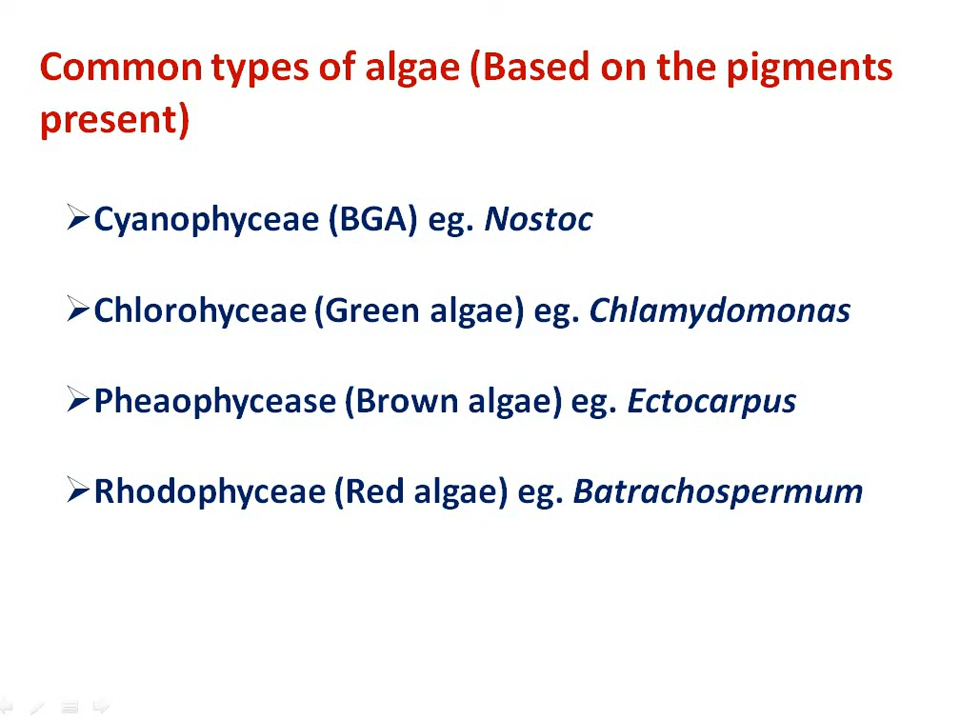 Common types of algae (Based on the pigments
present)
➢Cyanophyceae (BGA) eg. Nostoc
➢Chlorohyceae (Green algae) eg. Chlamydomonas
➢Pheaophycease (Brown algae) eg. Ectocarpus
➢Rhodophyceae (Red algae) eg. Batrachospermum